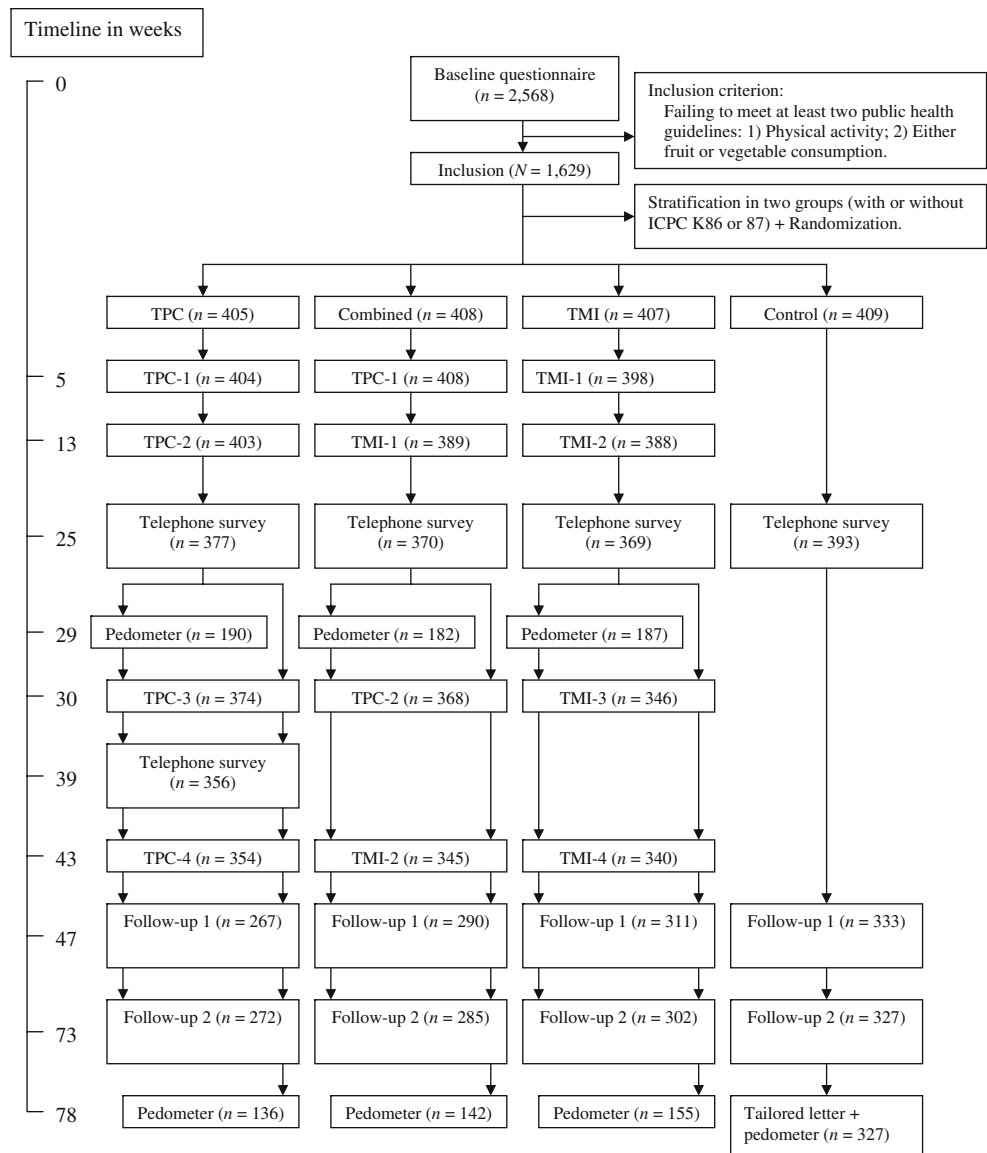 Timeline in weeks
0
Baseline questionnaire
(n = 2,568)
Inclusion criterion:
Failing to meet at least two public health
guidelines: 1) Physical activity; 2) Either
fruit or vegetable consumption.
Inclusion (N = 1,629)
Stratification in two groups (with or without
ICPC K86 or 87) + Randomization.
TPC (n = 405)
Combined (n = 408)
TMI (n = 407)
Control (n = 409)
5
TPC-1 (n = 404)
TPC-1 (n = 408)
TMI-1 (n = 398)
13
TPC-2 (n = 403)
TMI-1 (n = 389)
TMI-2 (n = 388)
25
Telephone survey
(n = 377)
Telephone survey
(n = 370)
Telephone survey
(n = 369)
Telephone survey
(n = 393)
29
Pedometer (n = 190)
Pedometer (n = 182)
Pedometer (n = 187)
30
TPC-3 (n = 374)
TPC-2 (n = 368)
TMI-3 (n = 346)
39
Telephone survey
(n = 356)
43
TPC-4 (n = 354)
TMI-2 (n = 345)
TMI-4 (n = 340)
47
Follow-up 1 (n = 267)
Follow-up 1 (n = 290)
Follow-up 1 (n = 311)
Follow-up 1 (n = 333)
73
Follow-up 2 (n = 272)
Follow-up 2 (n = 285)
Follow-up 2 (n = 302)
Follow-up 2 (n = 327)
78
Pedometer (n = 136)
Pedometer (n = 142)
Pedometer (n = 155)
Tailored letter +
pedometer (n = 327)